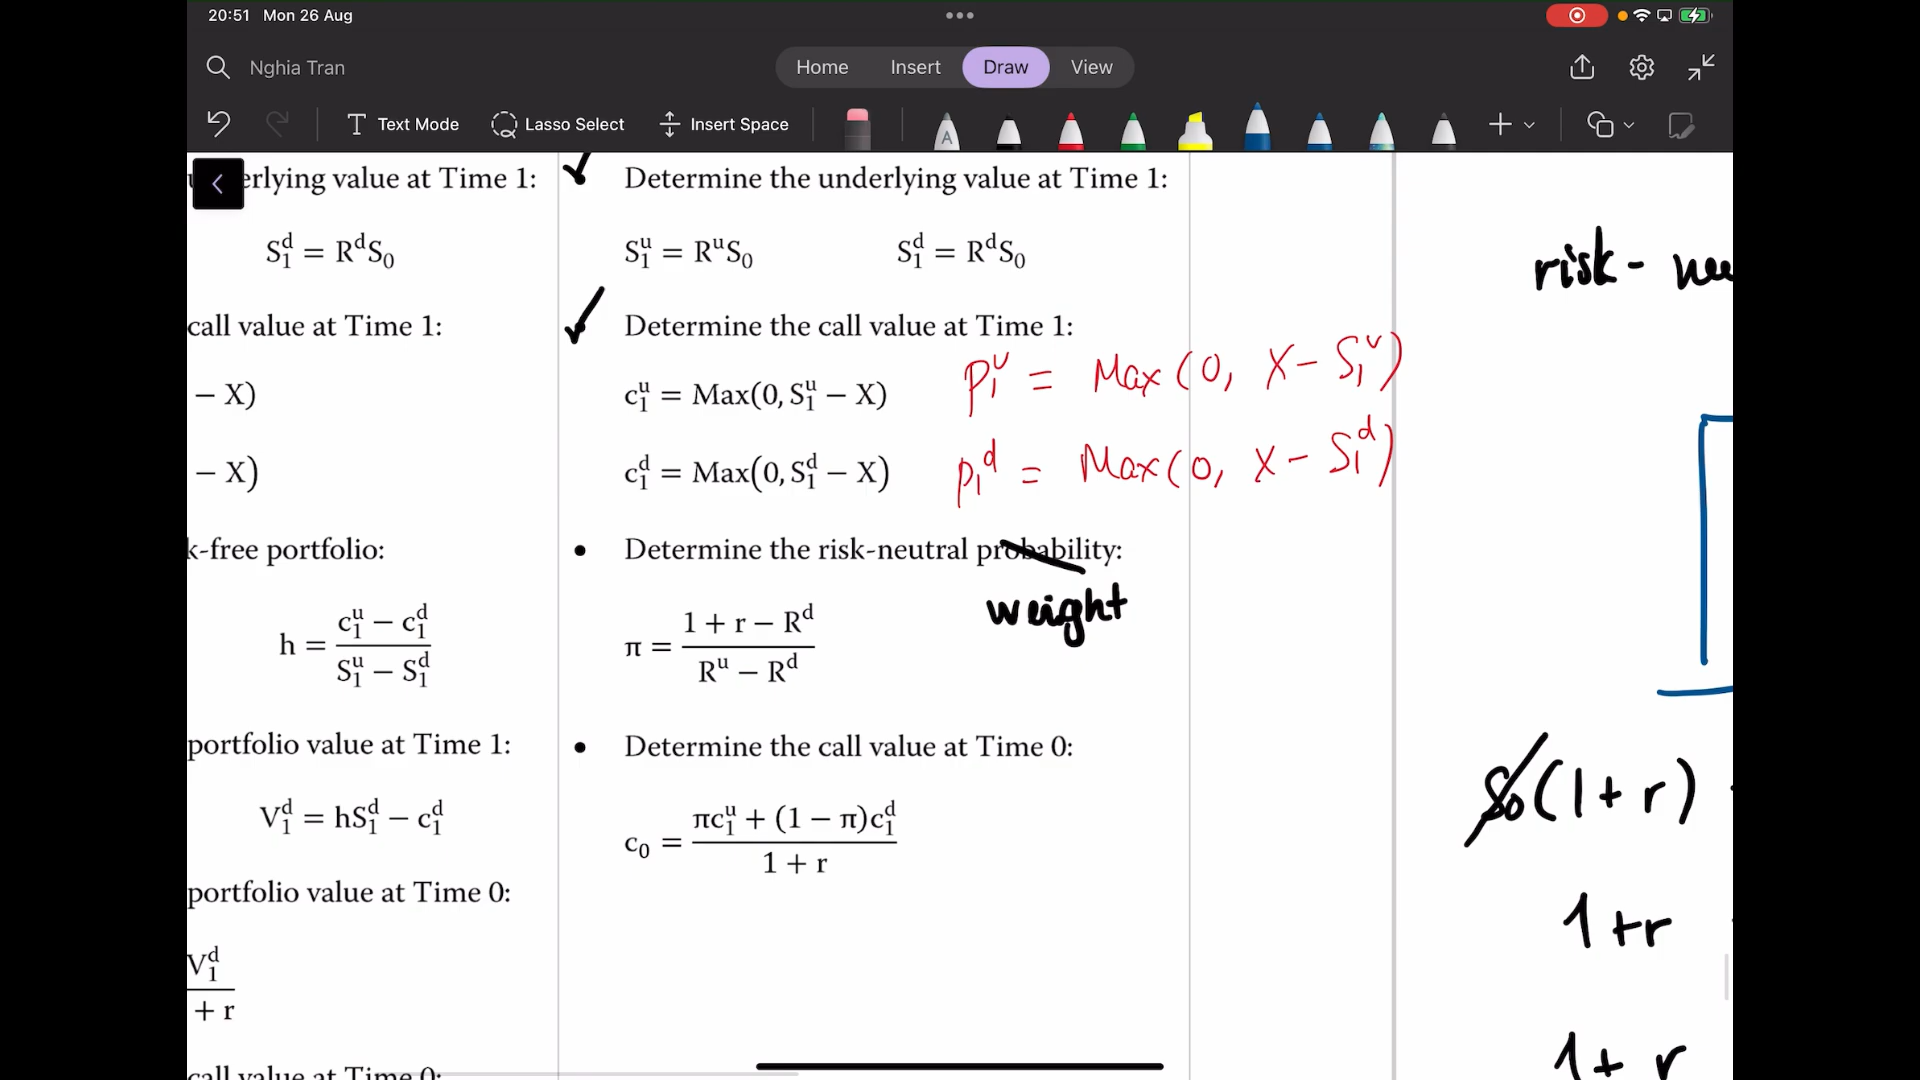 20:51 Mon 26 Aug
Nghia Tran
Home Insert Draw View
Text Mode Lasso Select Insert Space
A
erlying value at Time 1:
S₁ᵈ = RᵈS₀
call value at Time 1:
– X)
– X)
k-free portfolio:
h = (c₁ᵘ – c₁ᵈ) / (S₁ᵘ – S₁ᵈ)
portfolio value at Time 1:
V₁ᵈ = hS₁ᵈ – c₁ᵈ
portfolio value at Time 0:
V₁ᵈ
+ r
call value at Time 0:
Determine the underlying value at Time 1:
S₁ᵘ = RᵘS₀ S₁ᵈ = RᵈS₀
Determine the call value at Time 1:
c₁ᵘ = Max(0, S₁ᵘ – X)
P₁ᵘ = Max(0, X – S₁ᵘ)
c₁ᵈ = Max(0, S₁ᵈ – X)
P₁ᵈ = Max(0, X – S₁ᵈ)
• Determine the risk-neutral probability:
weight
π = (1 + r – Rᵈ) / (Rᵘ – Rᵈ)
• Determine the call value at Time 0:
c₀ = (πc₁ᵘ + (1 – π)c₁ᵈ) / (1 + r)
risk-
S₀(1+r)
1+r
1+r